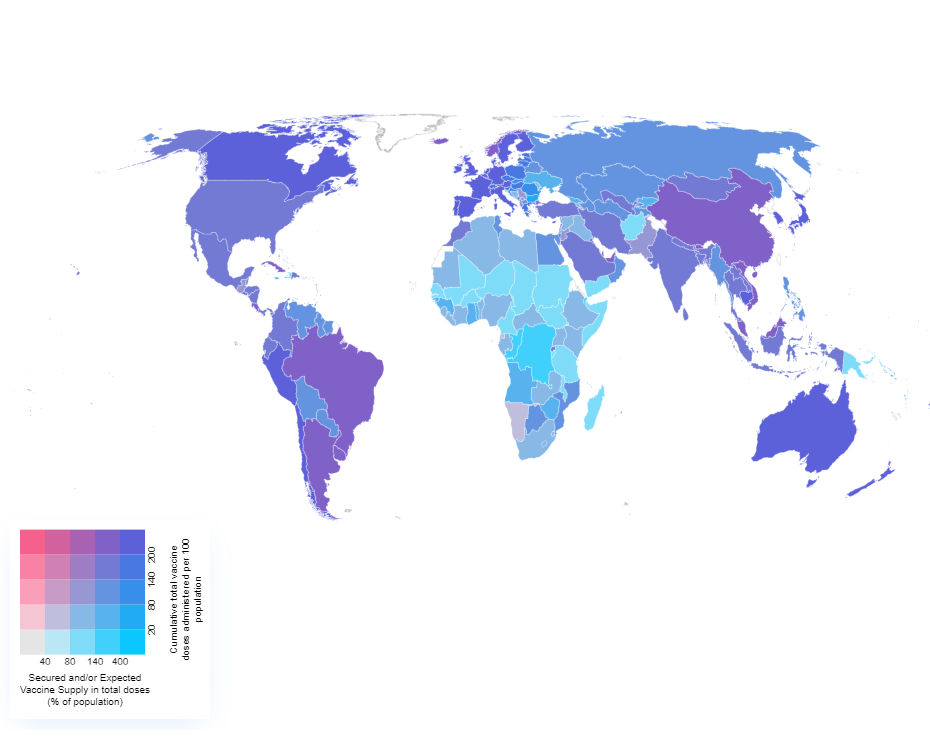 200
140
80
20
Cumulative total vaccine
doses administered per 100
population
40 80 140 400
Secured and/or Expected
Vaccine Supply in total doses
(% of population)